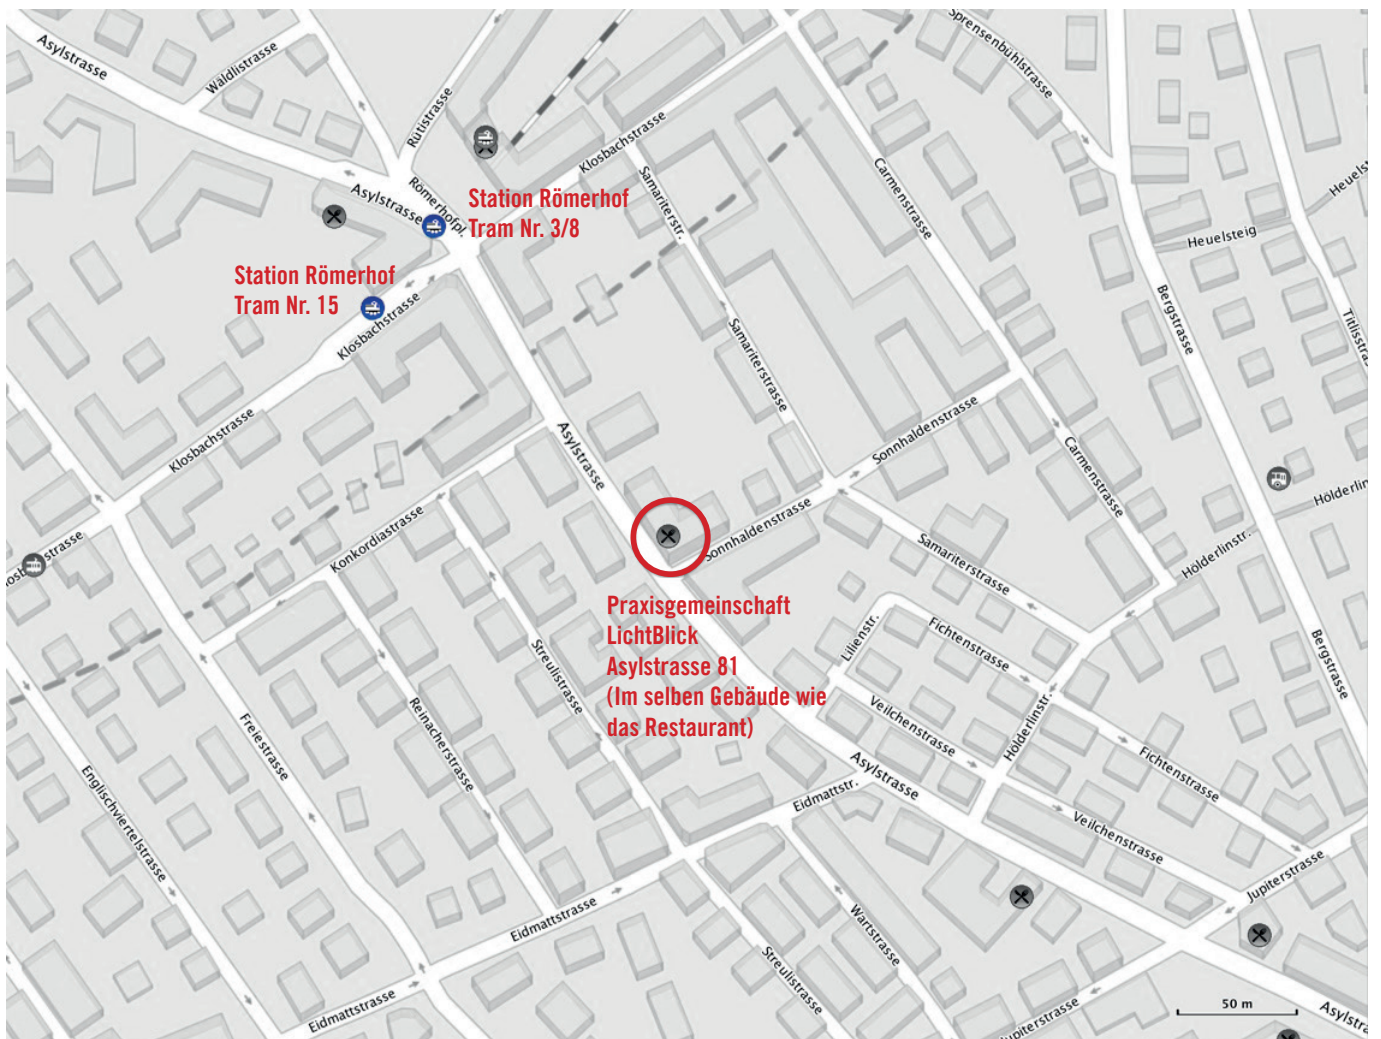 Asylstrasse
Wäldlistrasse
Rütistrasse
Klosbachstrasse
Sprensenbühlstrasse
Heuelst
Heuelsteig
Carmenstrasse
Samariterstr.
Asylstrasse
Römerhofpl.
Station Römerhof
Tram Nr. 3/8
Station Römerhof
Tram Nr. 15
Klosbachstrasse
Bergstrasse
Titlisstra
Samariterstrasse
Klosbachstrasse
Asylstrasse
Sonnhaldenstrasse
Carmenstrasse
Hölderlin
Konkordiastrasse
Sonnhaldenstrasse
Samariterstrasse
Hölderlinstr.
strasse
Praxisgemeinschaft
LichtBlick
Asylstrasse 81
(Im selben Gebäude wie
das Restaurant)
Lilienstr.
Fichtenstrasse
Bergstrasse
Streulistrasse
Reinacherstrasse
Freiestrasse
Englischviertelstrasse
Veilchenstrasse
Hölderlinstr.
Fichtenstrasse
Asylstrasse
Eidmattstr.
Veilchenstrasse
Jupiterstrasse
Eidmattstrasse
Wartstrasse
Streulistrasse
Eidmattstrasse
Jupiterstrasse
50 m
Asylstra